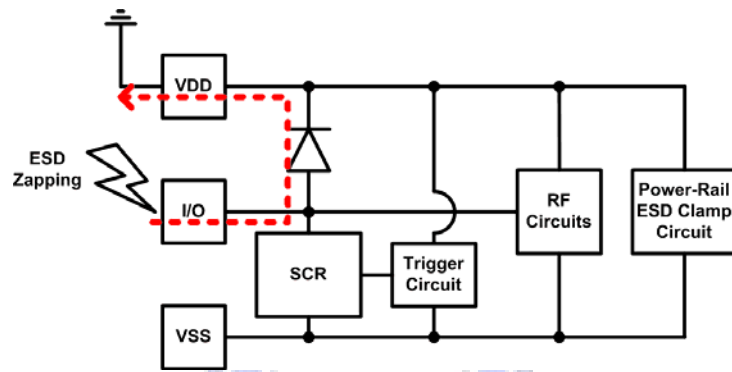 VDD
ESD
Zapping
I/O
RF
Circuits
Power-Rail
ESD Clamp
Circuit
SCR
Trigger
Circuit
VSS